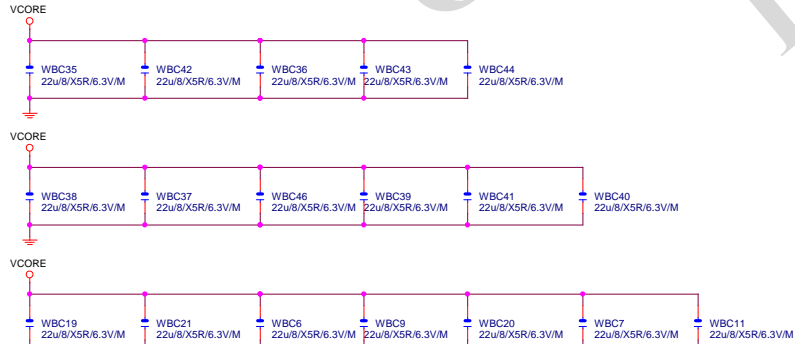 VCORE
WBC35 WBC42 WBC36 WBC43 WBC44
22u/8/X5R/6.3V/M 22u/8/X5R/6.3V/M 22u/8/X5R/6.3V/M 22u/8/X5R/6.3V/M 22u/8/X5R/6.3V/M
VCORE
WBC38 WBC37 WBC46 WBC39 WBC41 WBC40
22u/8/X5R/6.3V/M 22u/8/X5R/6.3V/M 22u/8/X5R/6.3V/M 22u/8/X5R/6.3V/M 22u/8/X5R/6.3V/M 22u/8/X5R/6.3V/M
VCORE
WBC19 WBC21 WBC6 WBC9 WBC20 WBC7 WBC11
22u/8/X5R/6.3V/M 22u/8/X5R/6.3V/M 22u/8/X5R/6.3V/M 22u/8/X5R/6.3V/M 22u/8/X5R/6.3V/M 22u/8/X5R/6.3V/M 22u/8/X5R/6.3V/M